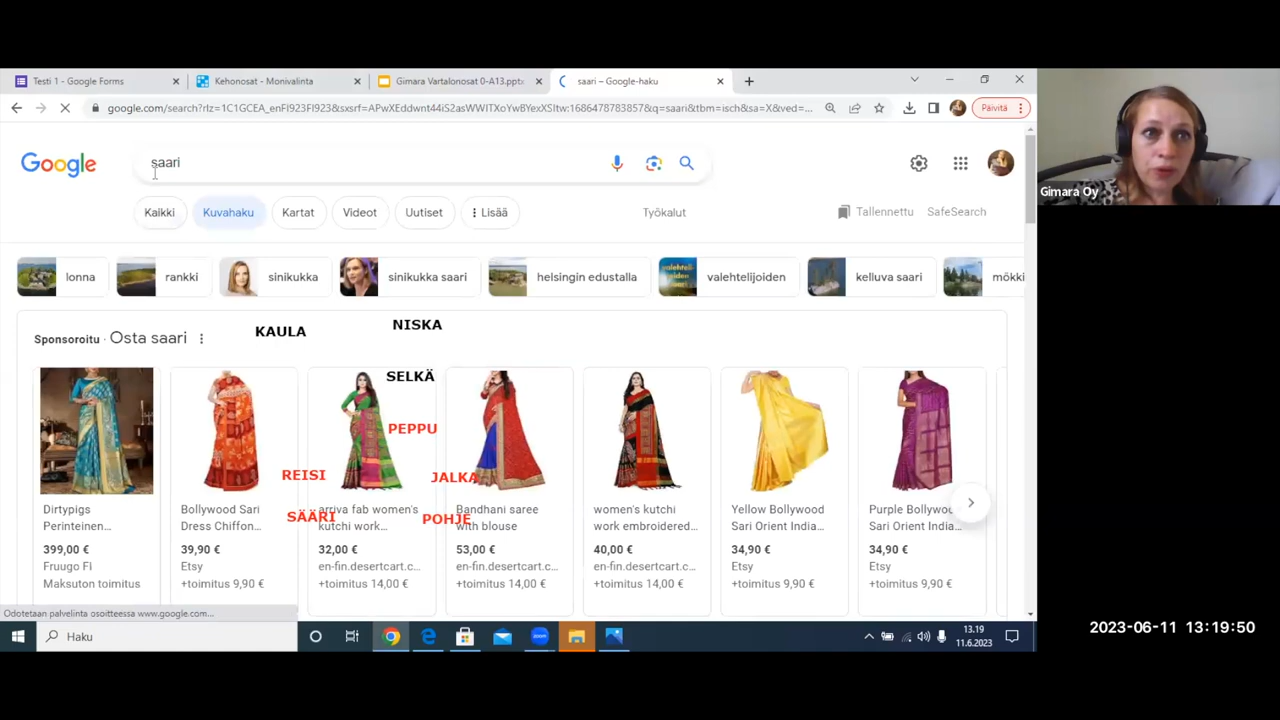 Testi 1 - Google Forms
Kehonosat - Monivalinta
Gimara Vartalonosat 0-A13.pptx
saari – Google-haku
google.com/search?rlz=1C1GCEA_enFI923FI923&sxsrf=APwXEddwnt44iS2asWWITXoYwBYexXSItw:1686478783857&q=saari&tbm=isch&sa=X&ved=...
Päivitä
Google
saari
Kaikki
Kuvahaku
Kartat
Videot
Uutiset
Lisää
Työkalut
Tallennettu
SafeSearch
lonna
rankki
sinikukka
sinikukka saari
helsingin edustalla
valehtelijoiden
kelluva saari
mökki
Sponsoroitu · Osta saari
KAULA
NISKA
SELKÄ
PEPPU
REISI
JALKA
SÄÄRI
POHJE
Dirtypigs
Perinteinen...
399,00 €
Fruugo Fi
Maksuton toimitus
Bollywood Sari
Dress Chiffon...
39,90 €
Etsy
+toimitus 9,90 €
arriva fab women's
kutchi work...
32,00 €
en-fin.desertcart.c...
+toimitus 14,00 €
Bandhani saree
with blouse
53,00 €
en-fin.desertcart.c...
+toimitus 14,00 €
women's kutchi
work embroidered...
40,00 €
en-fin.desertcart.c...
+toimitus 14,00 €
Yellow Bollywood
Sari Orient India...
34,90 €
Etsy
+toimitus 9,90 €
Purple Bollywood
Sari Orient India...
34,90 €
Etsy
+toimitus 9,90 €
Odotetaan palvelinta osoitteessa www.google.com...
Haku
13.19
11.6.2023
Gimara Oy
2023-06-11 13:19:50